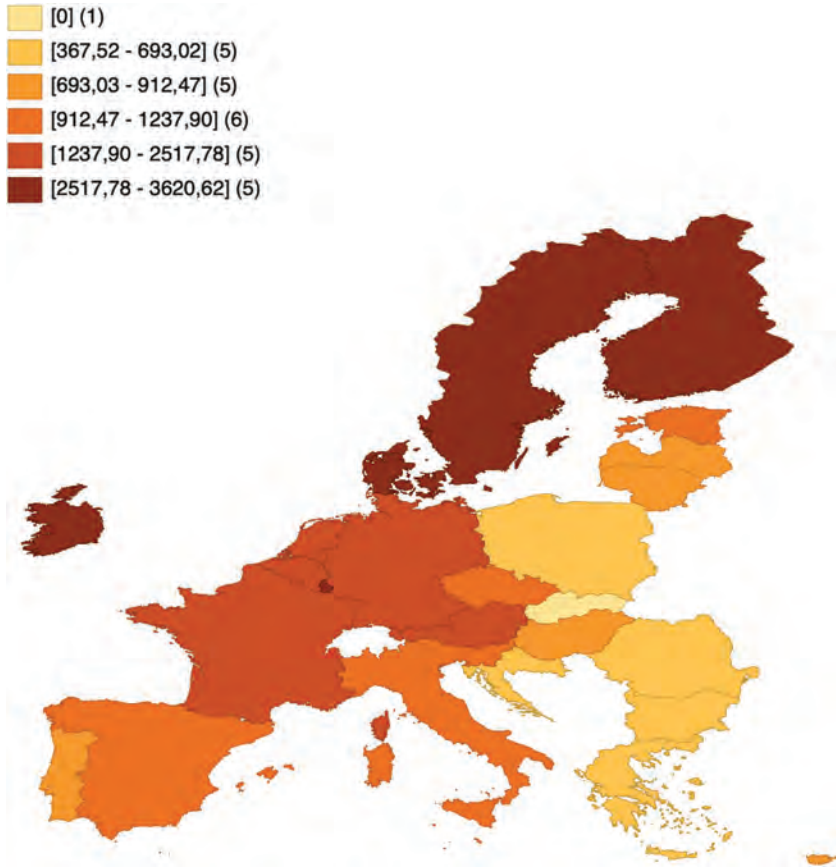 [0] (1)
[367,52 - 693,02] (5)
[693,03 - 912,47] (5)
[912,47 - 1237,90] (6)
[1237,90 - 2517,78] (5)
[2517,78 - 3620,62] (5)